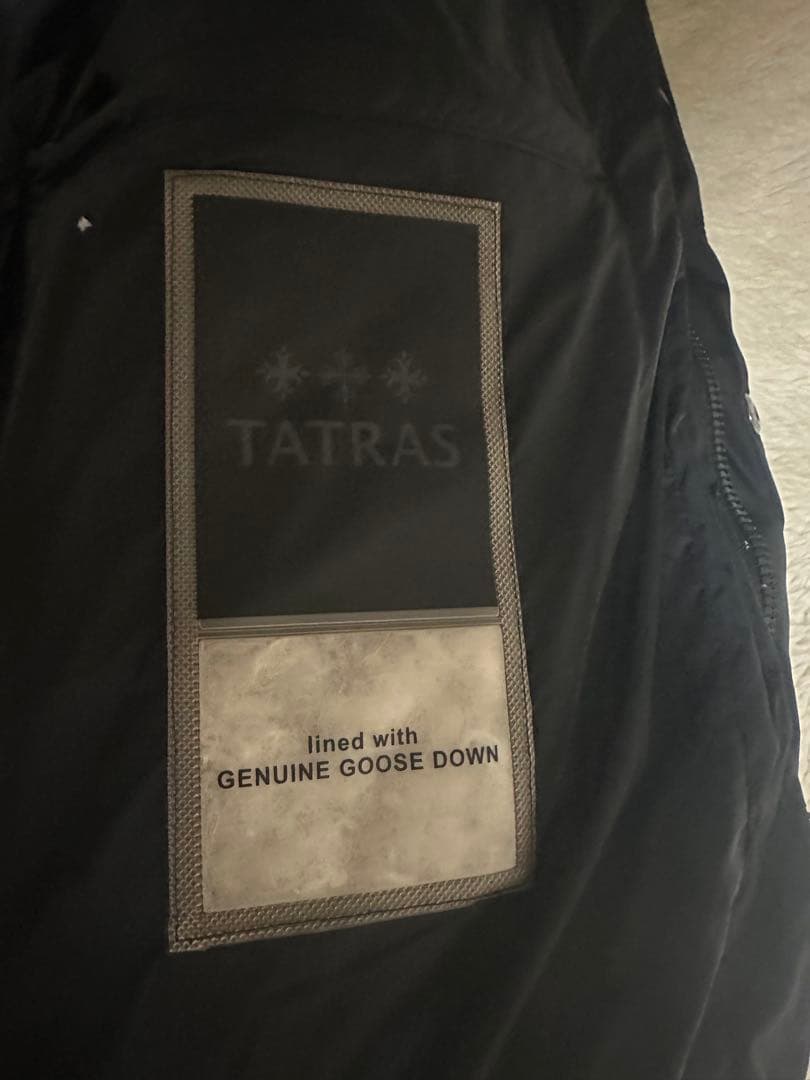 TATRAS
lined with
GENUINE GOOSE DOWN